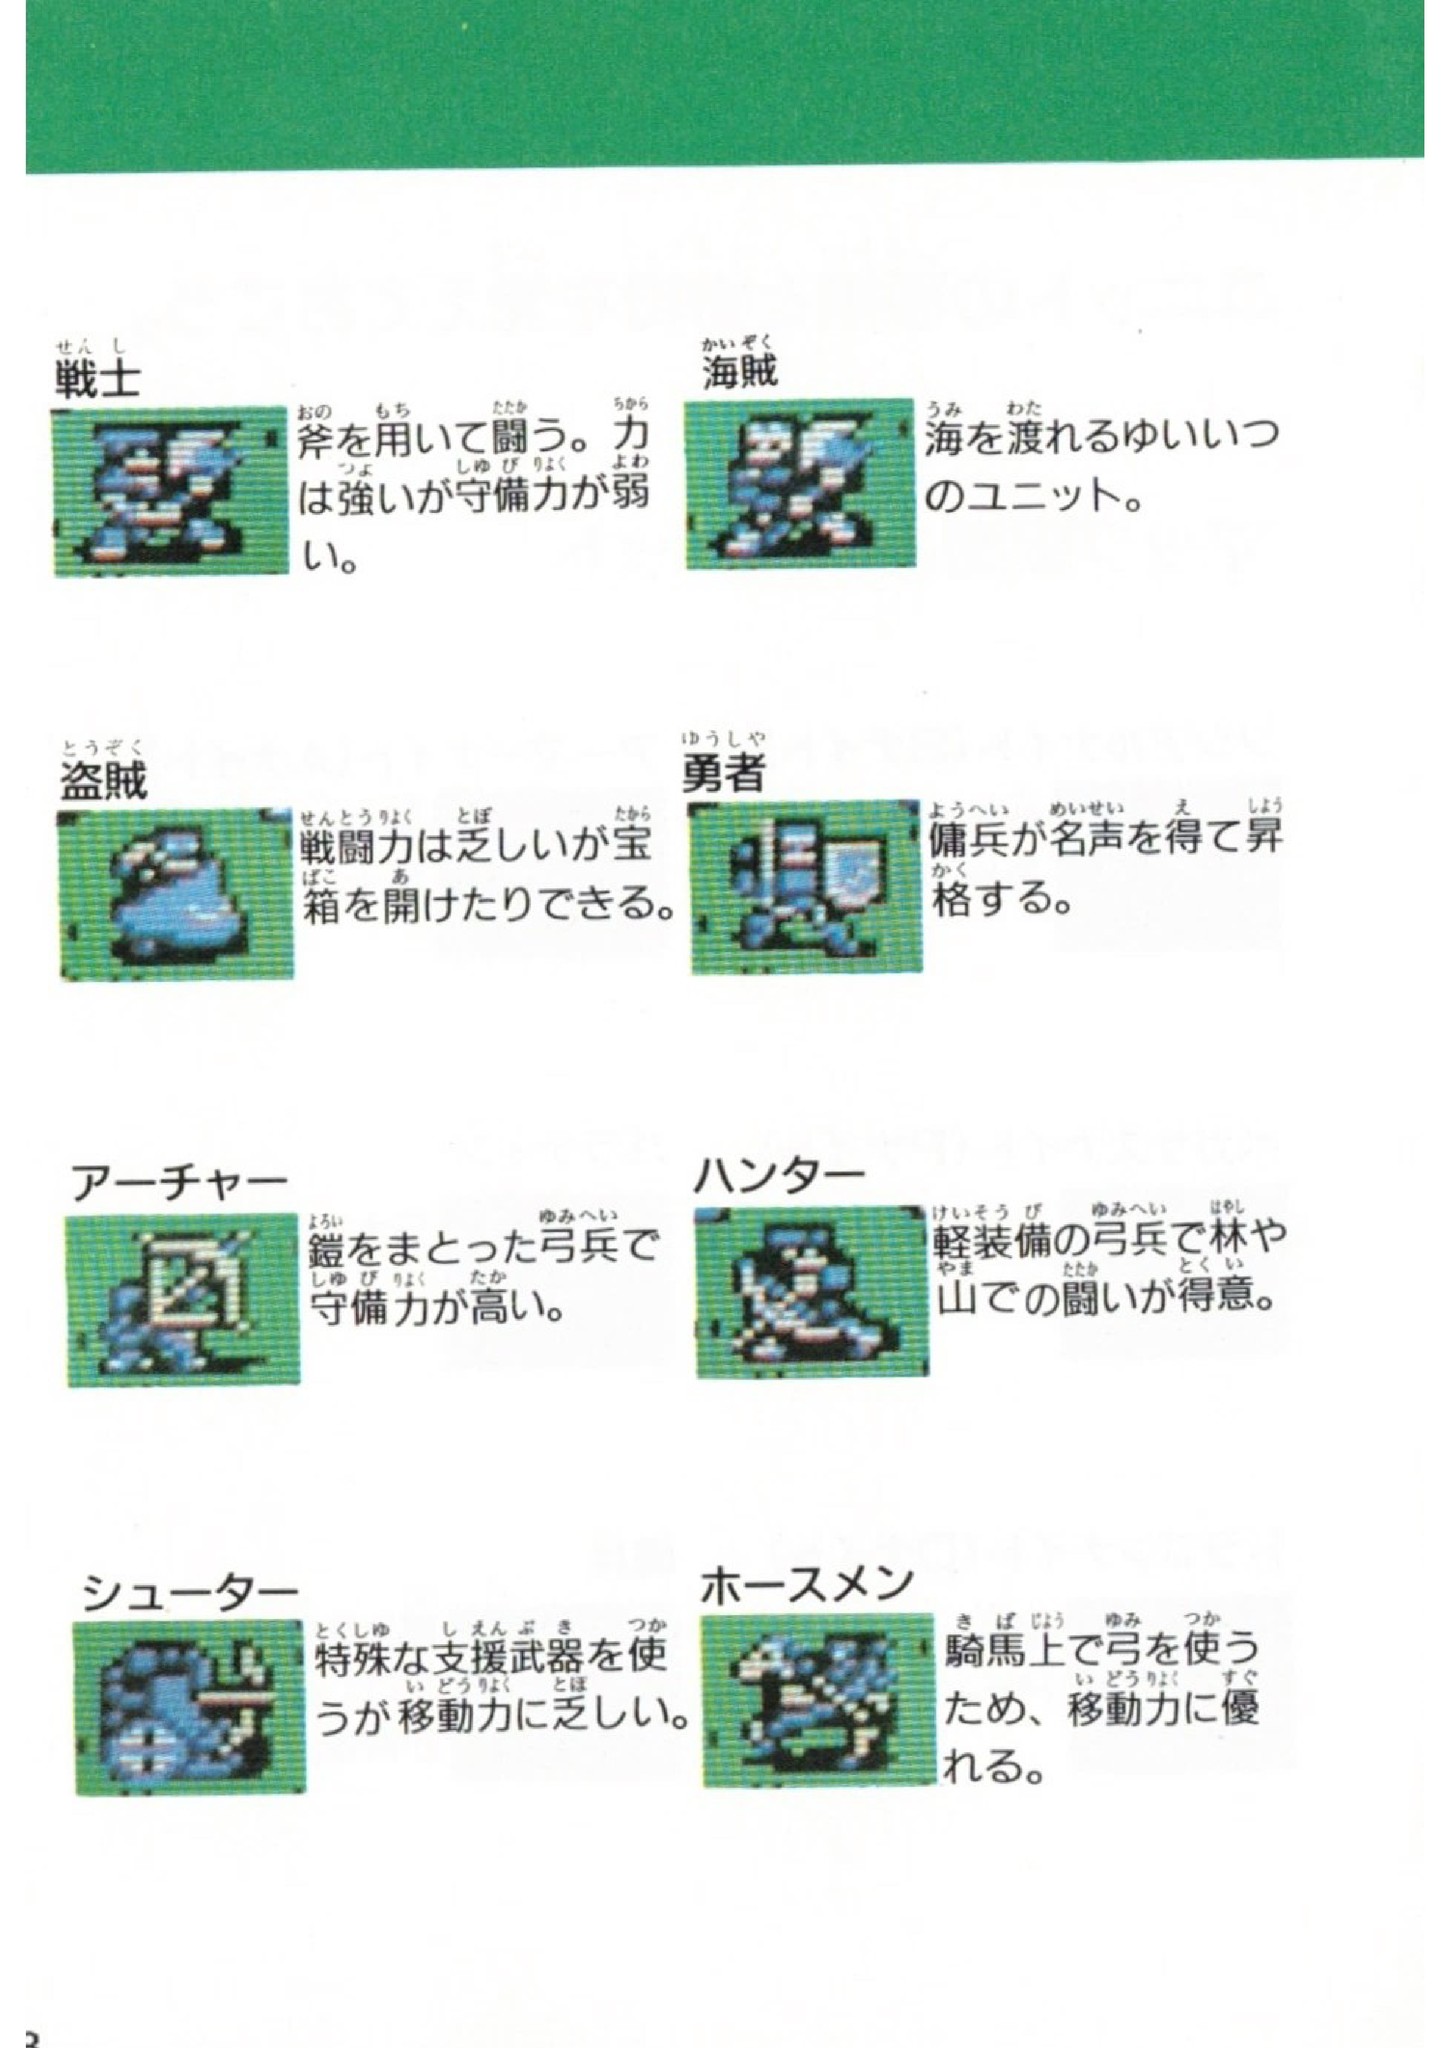 戦士
斧を用いて闘う。力
は強いが守備力が弱
い。
海賊
海を渡れるゆいいつ
のユニット。
盗賊
戦闘力は乏しいが宝
箱を開けたりできる。
勇者
傭兵が名声を得て昇
格する。
アーチャー
鎧をまとった弓兵で
守備力が高い。
ハンター
軽装備の弓兵で林や
山での闘いが得意。
シューター
特殊な支援武器を使
うが移動力に乏しい。
ホースメン
騎馬上で弓を使う
ため、移動力に優
れる。